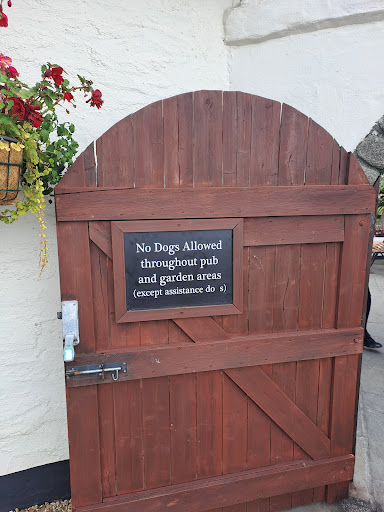 No Dogs Allowed
throughout pub
and garden areas
(except assistance do s)